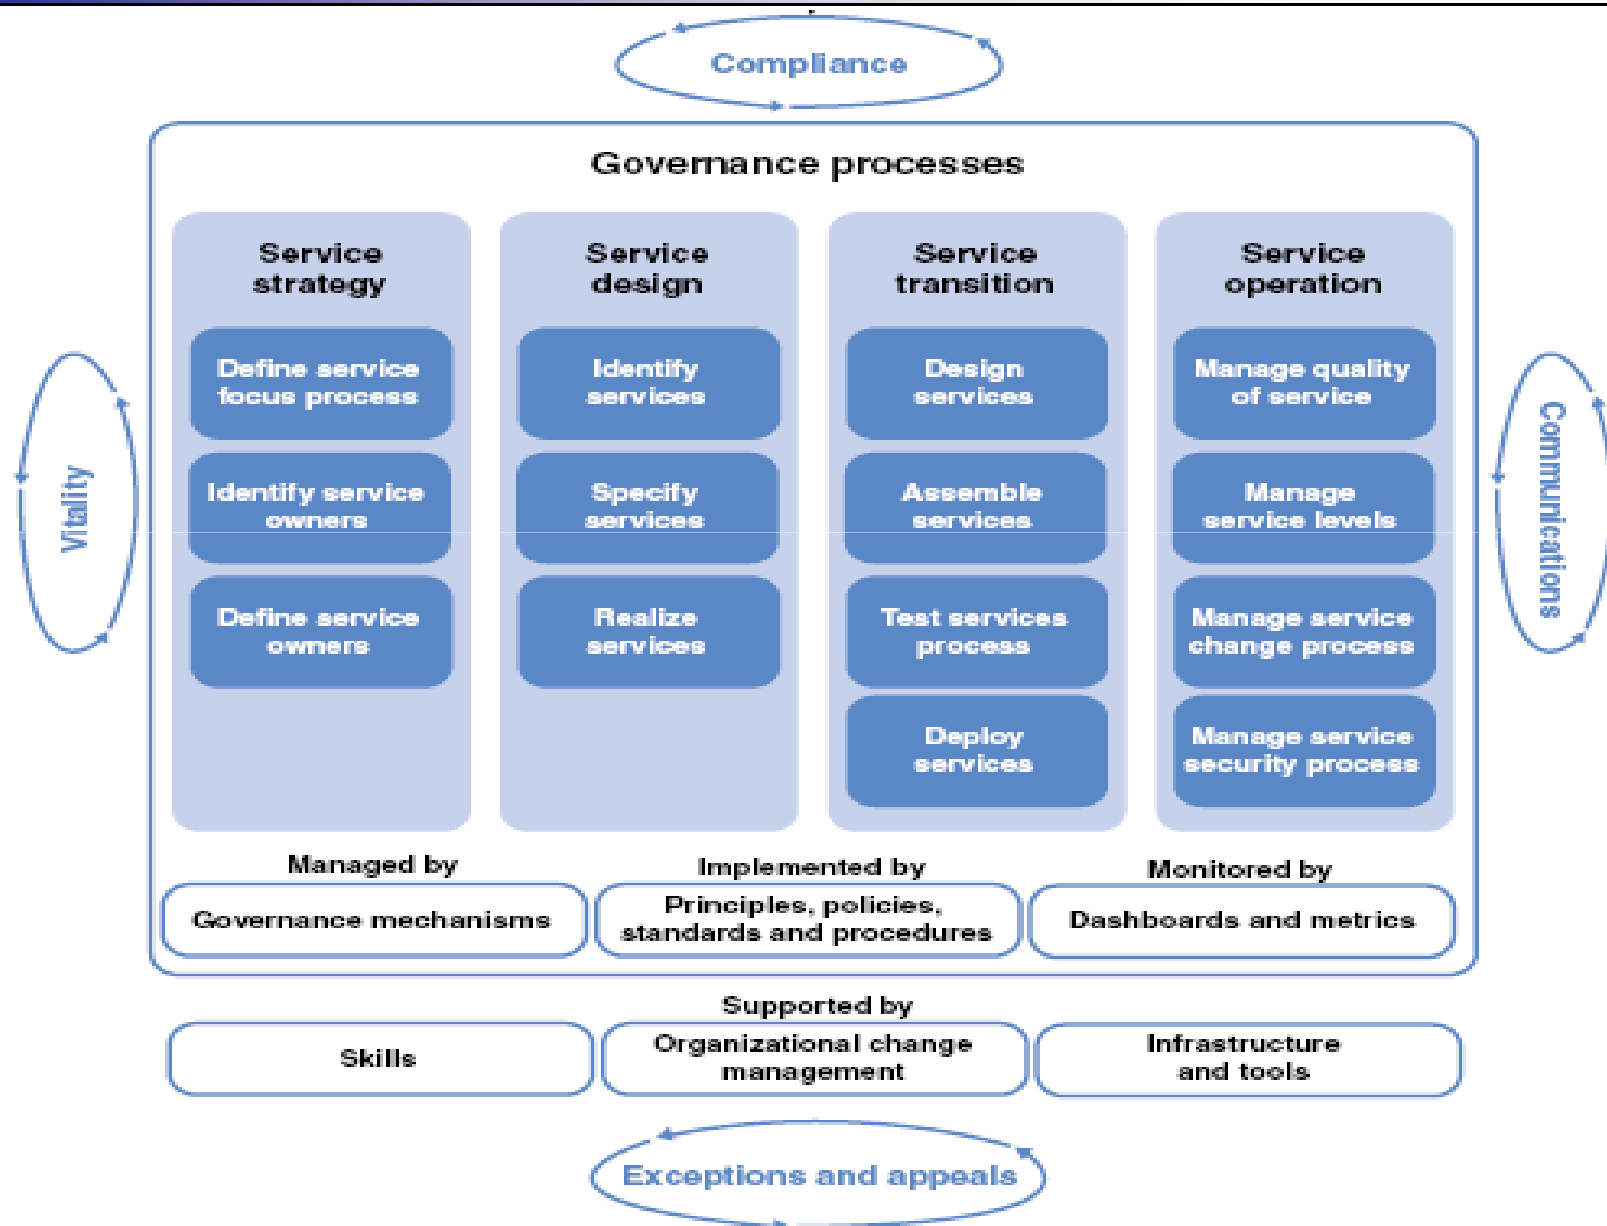 Compliance
Governance processes
Service
strategy
Define service
focus process
Identify service
owners
Define service
owners
Service
design
Identify
services
Specify
services
Realize
services
Service
transition
Design
services
Assemble
services
Test services
process
Deploy
services
Service
operation
Manage quality
of service
Manage
service levels
Manage service
change process
Manage service
security process
Vitality
Communications
Managed by
Governance mechanisms
Implemented by
Principles, policies,
standards and procedures
Monitored by
Dashboards and metrics
Supported by
Skills
Organizational change
management
Infrastructure
and tools
Exceptions and appeals